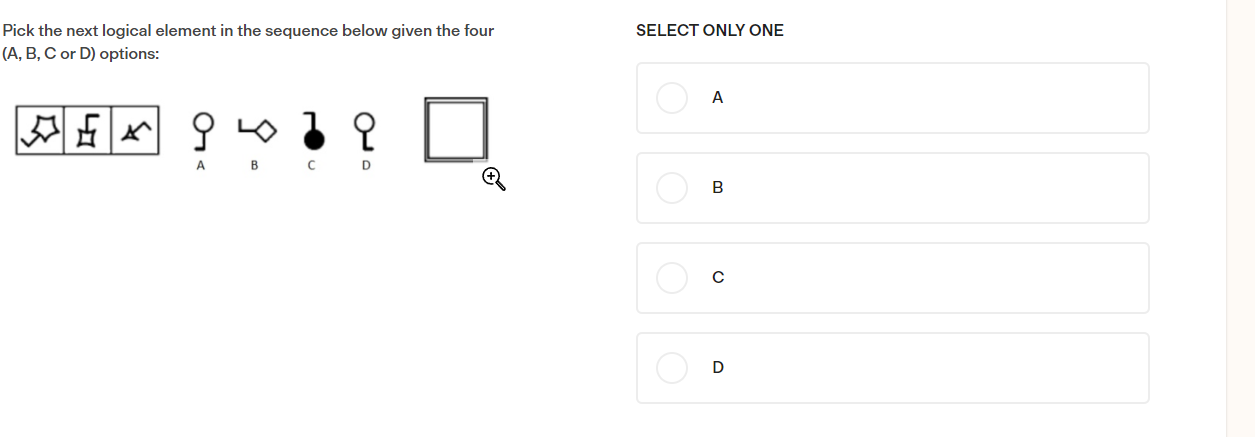 Pick the next logical element in the sequence below given the four
(A, B, C or D) options:
A B C D
SELECT ONLY ONE
A
B
C
D